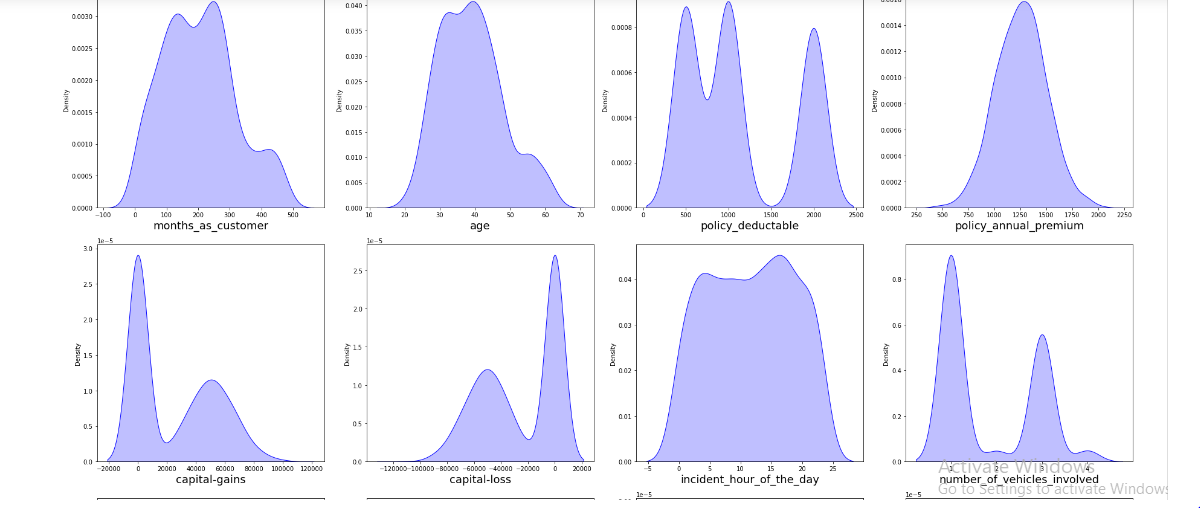 0.0030
0.0025
0.0020
0.0015
0.0010
0.0005
0.0000
Density
−100 0 100 200 300 400 500
months_as_customer
0.040
0.035
0.030
0.025
0.020
0.015
0.010
0.005
0.000
Density
10 20 30 40 50 60 70
age
0.0008
0.0006
0.0004
0.0002
0.0000
Density
0 500 1000 1500 2000 2500
policy_deductable
0.0014
0.0012
0.0010
0.0008
0.0006
0.0004
0.0002
0.0000
Density
250 500 750 1000 1250 1500 1750 2000 2250
policy_annual_premium
1e−5
3.0
2.5
2.0
1.5
1.0
0.5
0.0
Density
−20000 0 20000 40000 60000 80000 100000 120000
capital-gains
1e−5
2.5
2.0
1.5
1.0
0.5
0.0
Density
−120000−100000−80000 −60000 −40000 −20000 0 20000
capital-loss
0.04
0.03
0.02
0.01
0.00
Density
−5 0 5 10 15 20 25
incident_hour_of_the_day
0.8
0.6
0.4
0.2
0.0
Density
1 2 3 4
number_of_vehicles_involved
Activate Windows
Go to Settings to activate Windows
1e−5
1e−5